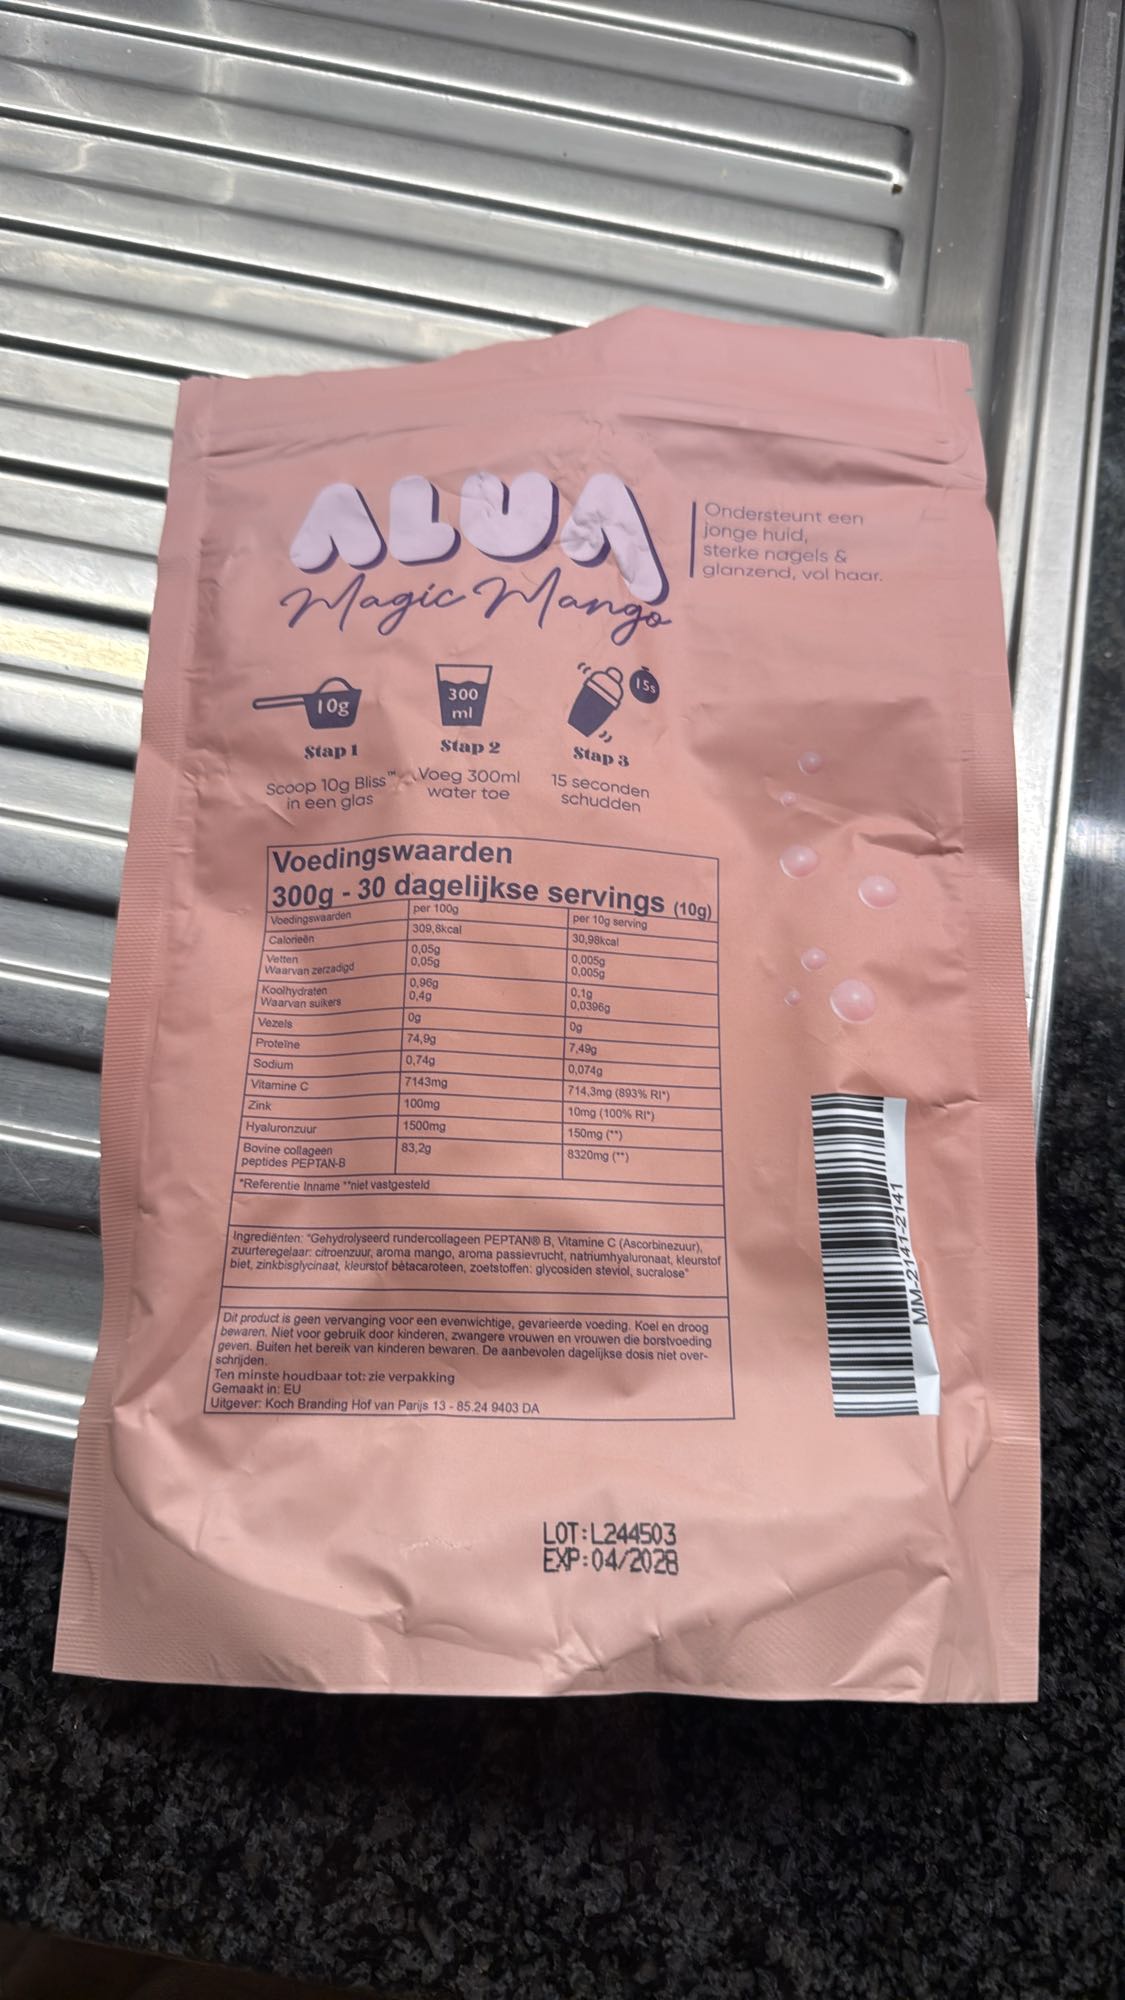 ALUA
Magic Mango
Ondersteunt een
jonge huid,
sterke nagels &
glanzend, vol haar.
10g
300
ml
15s
Stap 1
Stap 2
Stap 3
Scoop 10g Bliss™
in een glas
Voeg 300ml
water toe
15 seconden
schudden
Voedingswaarden
300g - 30 dagelijkse servings (10g)
Voedingswaarden per 100g per 10g serving
Calorieën 309,8kcal 30,98kcal
Vetten 0,05g 0,005g
Waarvan zerzadigd 0,05g 0,005g
Koolhydraten 0,96g 0,1g
Waarvan suikers 0,4g 0,0396g
Vezels 0g 0g
Proteïne 74,9g 7,49g
Sodium 0,74g 0,074g
Vitamine C 7143mg 714,3mg (893% RI*)
Zink 100mg 10mg (100% RI*)
Hyaluronzuur 1500mg 150mg (**)
Bovine collageen
peptides PEPTAN-B 83,2g 8320mg (**)
*Referentie Inname **niet vastgesteld
Ingrediënten: "Gehydrolyseerd rundercollageen PEPTAN® B, Vitamine C (Ascorbinezuur),
zuurteregelaar: citroenzuur, aroma mango, aroma passievrucht, natriumhyaluronaat, kleurstof
biet, zinkbisglycinaat, kleurstof bètacaroteen, zoetstoffen: glycosiden steviol, sucralose"
Dit product is geen vervanging voor een evenwichtige, gevarieerde voeding. Koel en droog
bewaren. Niet voor gebruik door kinderen, zwangere vrouwen en vrouwen die borstvoeding
geven. Buiten het bereik van kinderen bewaren. De aanbevolen dagelijkse dosis niet over-
schrijden.
Ten minste houdbaar tot: zie verpakking
Gemaakt in: EU
Uitgever: Koch Branding Hof van Parijs 13 - 85.24 9403 DA
MM-2141-2141
LOT:L244503
EXP:04/2028